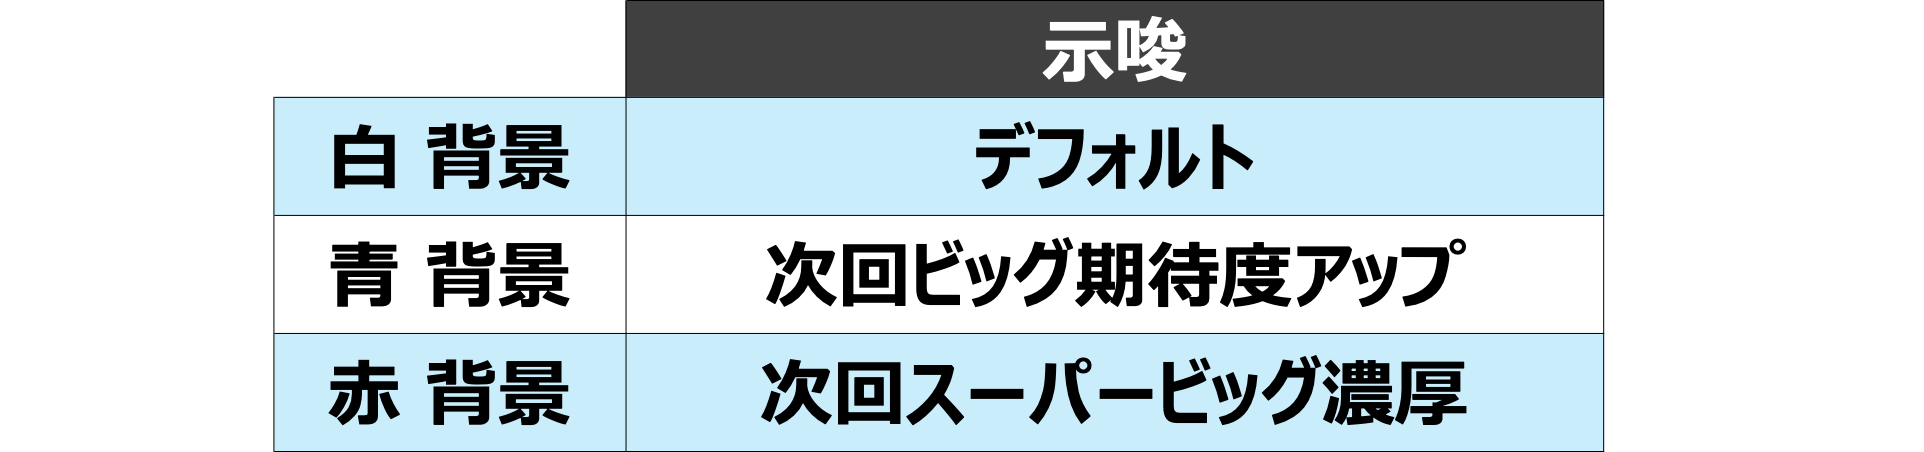 示唆
白 背景 デフォルト
青 背景 次回ビッグ期待度アップ
赤 背景 次回スーパービッグ濃厚